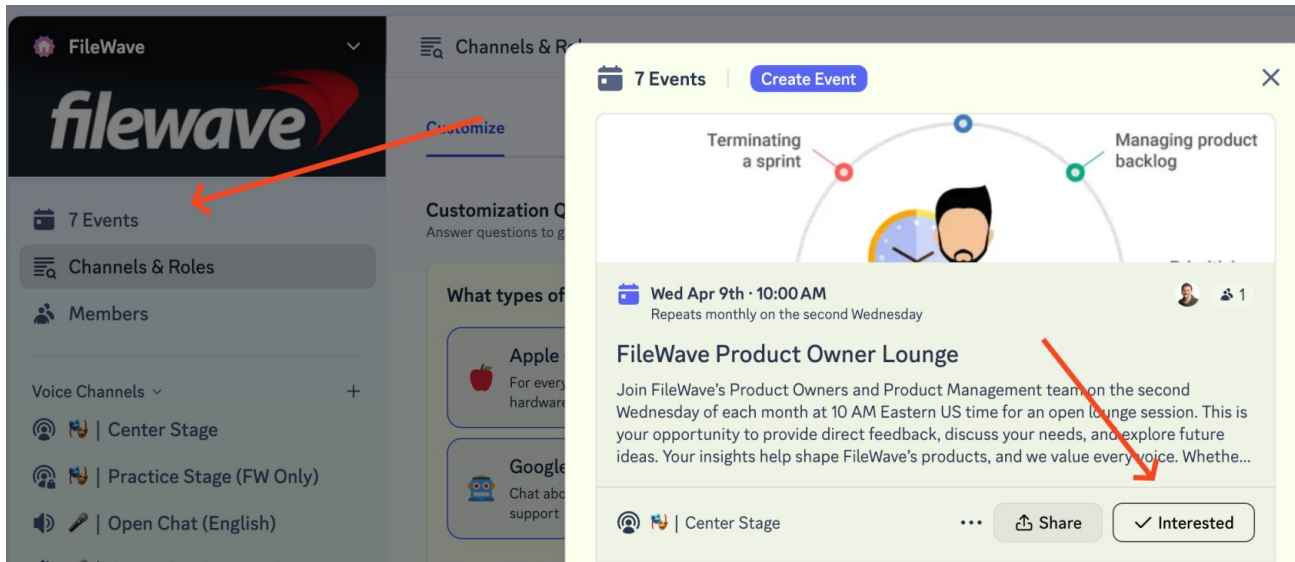 FileWave
filewave
7 Events
Channels & Roles
Members
Voice Channels
| Center Stage
| Practice Stage (FW Only)
| Open Chat (English)
Channels &
Customize
Customization
Answer questions to
What types of
Apple
For every
hardware
Google
Chat
support
7 Events
Create Event
Terminating
a sprint
Managing product
backlog
Wed Apr 9th · 10:00 AM
1
Repeats monthly on the second Wednesday
FileWave Product Owner Lounge
Join FileWave's Product Owners and Product Management team on the second
Wednesday of each month at 10 AM Eastern US time for an open lounge session. This is
your opportunity to provide direct feedback, discuss your needs, and explore future
ideas. Your insights help shape FileWave's products, and we value every voice. Whethe...
| Center Stage
Share
Interested